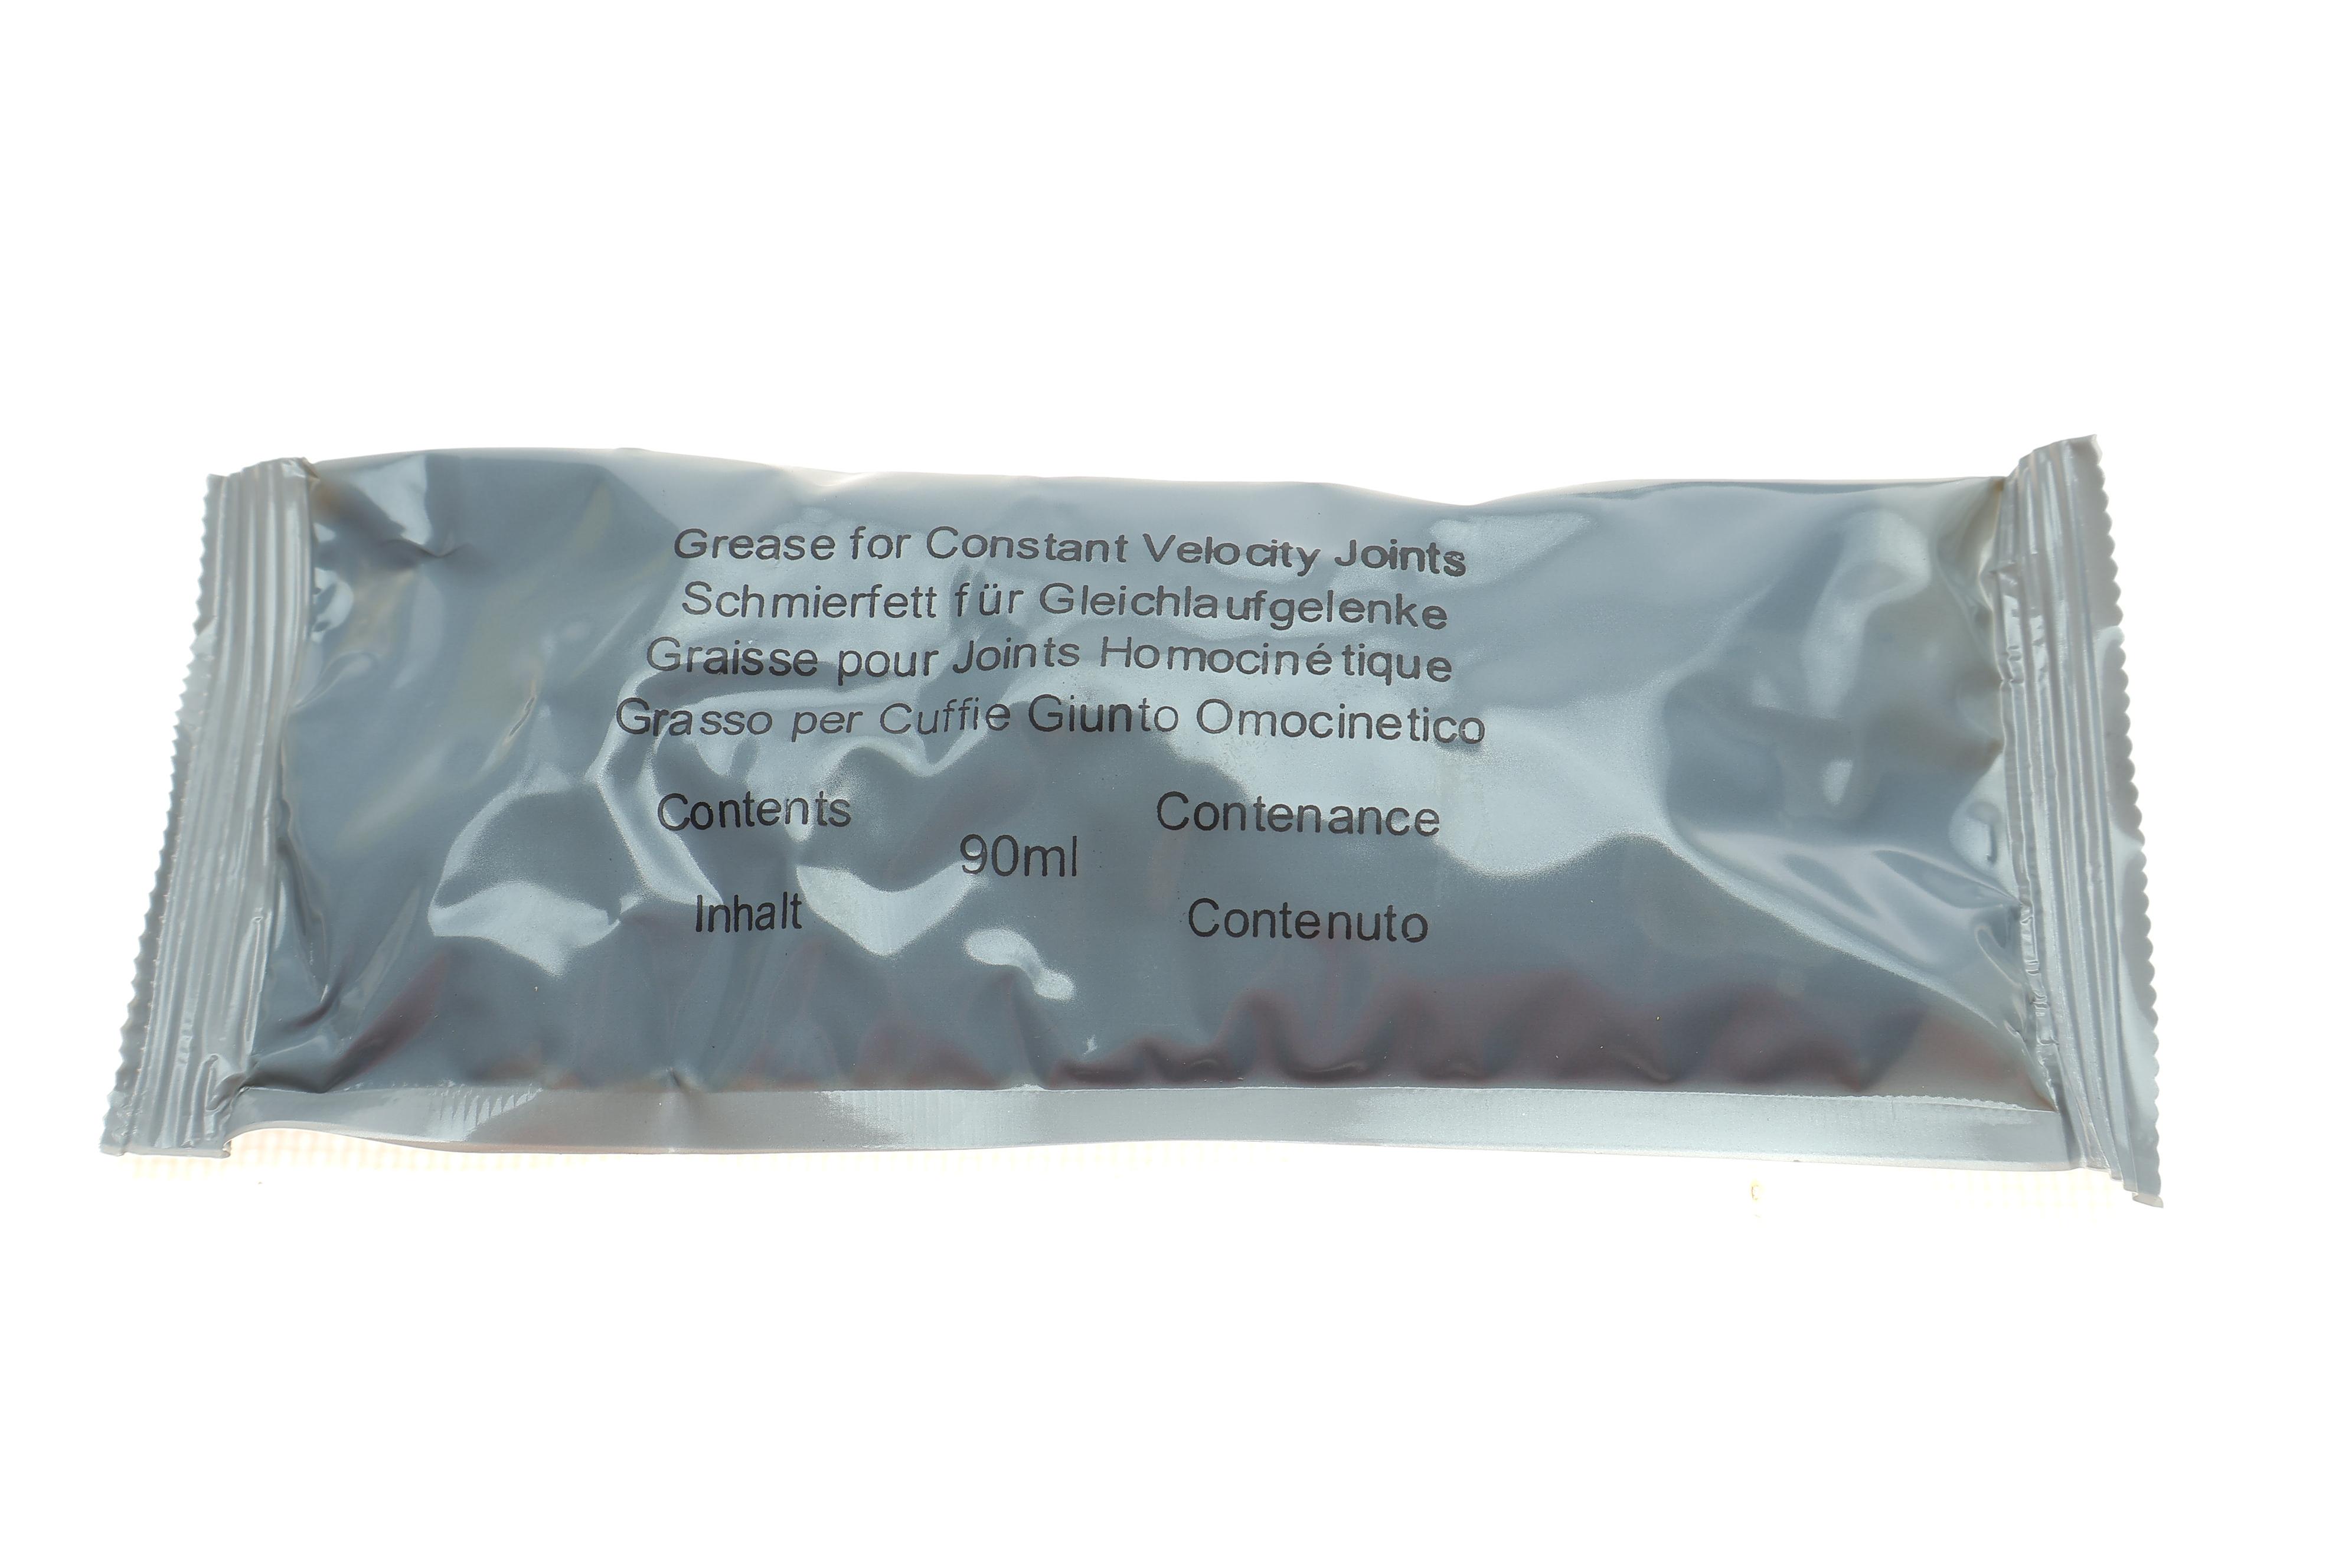 Grease for Constant Velocity Joints
Schmierfett für Gleichlaufgelenke
Graisse pour Joints Homocinétique
Grasso per Cuffie Giunto Omocinetico
Contents Contenance
90ml
Inhalt Contenuto